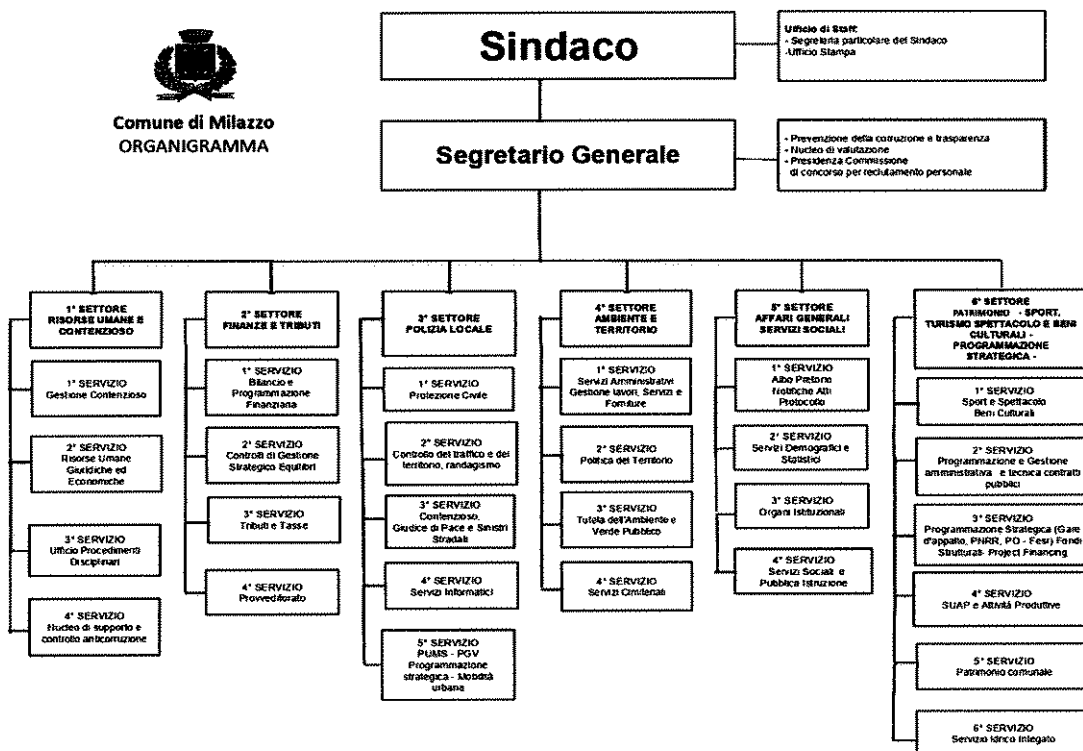 Sindaco
Ufficio di Staff:
- Segreteria particolare del Sindaco
-Ufficio Stampa
Comune di Milazzo
ORGANIGRAMMA
Segretario Generale
- Prevenzione della corruzione e trasparenza
- Nucleo di valutazione
- Presidenza Commissione
di concorso per reclutamento personale
1° SETTORE
RISORSE UMANE E
CONTENZIOSO
1° SERVIZIO
Gestione Contenzioso
2° SERVIZIO
Risorse Umane
Giuridiche ed
Economiche
3° SERVIZIO
Ufficio Procedimenti
Disciplinari
4° SERVIZIO
Nucleo di supporto e
controllo anticorruzione
2° SETTORE
FINANZE E TRIBUTI
1° SERVIZIO
Bilancio e
Programmazione
Finanziaria
2° SERVIZIO
Controlli di Gestione
Strategico Equilibri
3° SERVIZIO
Tributi e Tasse
4° SERVIZIO
Provveditorato
3° SETTORE
POLIZIA LOCALE
1° SERVIZIO
Protezione Civile
2° SERVIZIO
Controllo del traffico e del
territorio, randagismo
3° SERVIZIO
Contenzioso,
Giudice di Pace e Sinistri
Stradali
4° SERVIZIO
Servizi Informatici
5° SERVIZIO
PUMS - PGV
Programmazione
strategica - Mobilità
urbana
4° SETTORE
AMBIENTE E
TERRITORIO
1° SERVIZIO
Servizi Amministrativi
Gestione lavori, Servizi e
Forniture
2° SERVIZIO
Politica del Territorio
3° SERVIZIO
Tutela dell'Ambiente e
Verde Pubblico
4° SERVIZIO
Servizi Cimiteriali
5° SETTORE
AFFARI GENERALI
SERVIZI SOCIALI
1° SERVIZIO
Albo Pretorio
Notifiche Atti
Protocollo
2° SERVIZIO
Servizi Demografici e
Statistici
3° SERVIZIO
Organi Istituzionali
4° SERVIZIO
Servizi Sociali e
Pubblica Istruzione
6° SETTORE
PATRIMONIO - SPORT,
TURISMO SPETTACOLO E BENI
CULTURALI -
PROGRAMMAZIONE
STRATEGICA -
1° SERVIZIO
Sport e Spettacolo
Beni Culturali
2° SERVIZIO
Programmazione e Gestione
amministrativa e tecnica contratti
pubblici
3° SERVIZIO
Programmazione Strategica (Gare
d'appalto, PNRR, PO - Fesr) Fondi
Strutturali- Project Financing
4° SERVIZIO
SUAP e Attività Produttive
5° SERVIZIO
Patrimonio comunale
6° SERVIZIO
Servizio Idrico Integrato